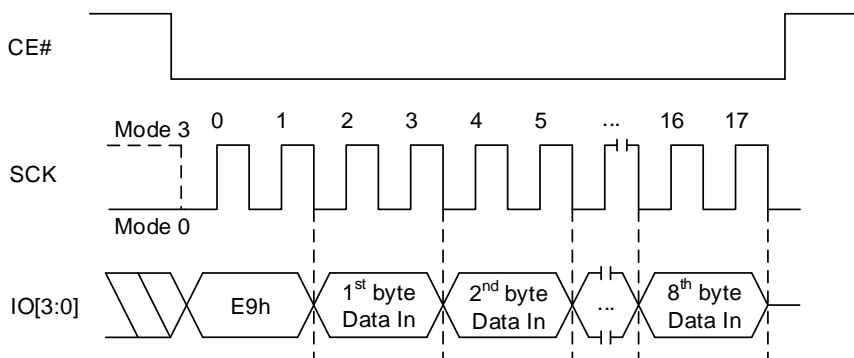 CE#
0 1 2 3 4 5 ... 16 17
Mode 3
SCK
Mode 0
IO[3:0]
E9h
1st byte
Data In
2nd byte
Data In
...
8th byte
Data In